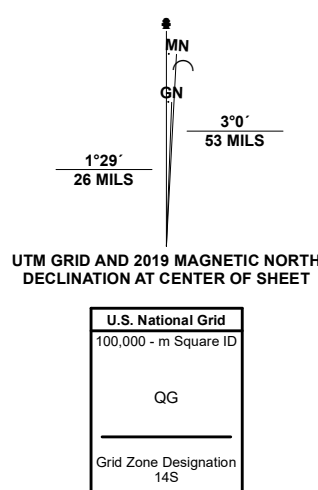 MN
GN
3°0´
53 MILS
1°29´
26 MILS
UTM GRID AND 2019 MAGNETIC NORTH
DECLINATION AT CENTER OF SHEET
U.S. National Grid
100,000 - m Square ID
QG
Grid Zone Designation
14S